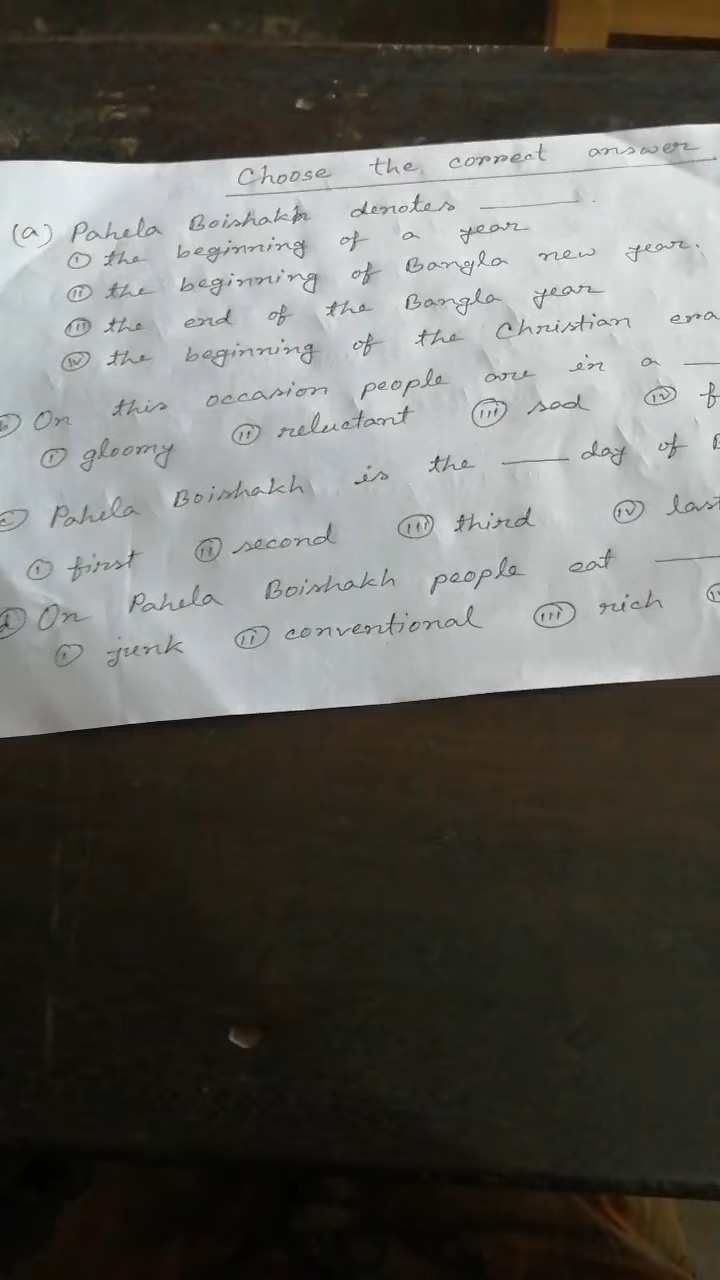 Choose the correct answer
(a) Pahela Boishakh denotes ______.
(i) the beginning of a year
(ii) the beginning of Bangla new year.
(iii) the end of the Bangla year
(iv) the beginning of the Christian era
(b) On this occasion people are in a
(i) gloomy (ii) reluctant (iii) sad (iv) f
(c) Pahela Boishakh is the ___ day of B
(i) first (ii) second (iii) third (iv) last
(d) On Pahela Boishakh people eat ___
(i) junk (ii) conventional (iii) rich (iv)